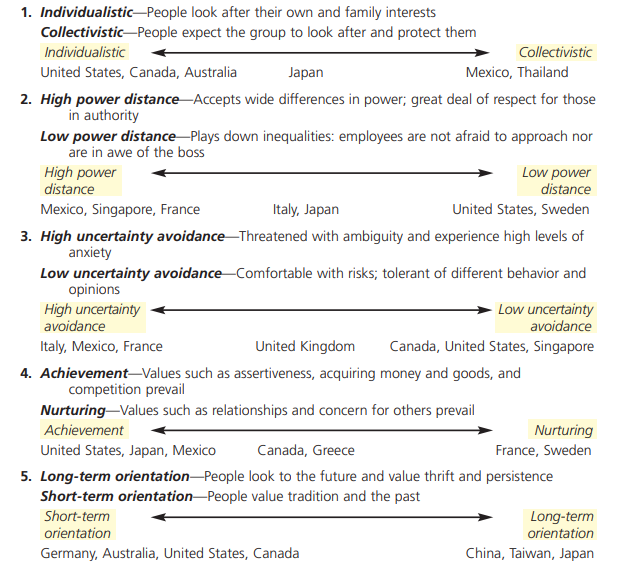 1. Individualistic—People look after their own and family interests
Collectivistic—People expect the group to look after and protect them
Individualistic Collectivistic
United States, Canada, Australia Japan Mexico, Thailand
2. High power distance—Accepts wide differences in power; great deal of respect for those
in authority
Low power distance—Plays down inequalities: employees are not afraid to approach nor
are in awe of the boss
High power Low power
distance distance
Mexico, Singapore, France Italy, Japan United States, Sweden
3. High uncertainty avoidance—Threatened with ambiguity and experience high levels of
anxiety
Low uncertainty avoidance—Comfortable with risks; tolerant of different behavior and
opinions
High uncertainty Low uncertainty
avoidance avoidance
Italy, Mexico, France United Kingdom Canada, United States, Singapore
4. Achievement—Values such as assertiveness, acquiring money and goods, and
competition prevail
Nurturing—Values such as relationships and concern for others prevail
Achievement Nurturing
United States, Japan, Mexico Canada, Greece France, Sweden
5. Long-term orientation—People look to the future and value thrift and persistence
Short-term orientation—People value tradition and the past
Short-term Long-term
orientation orientation
Germany, Australia, United States, Canada China, Taiwan, Japan